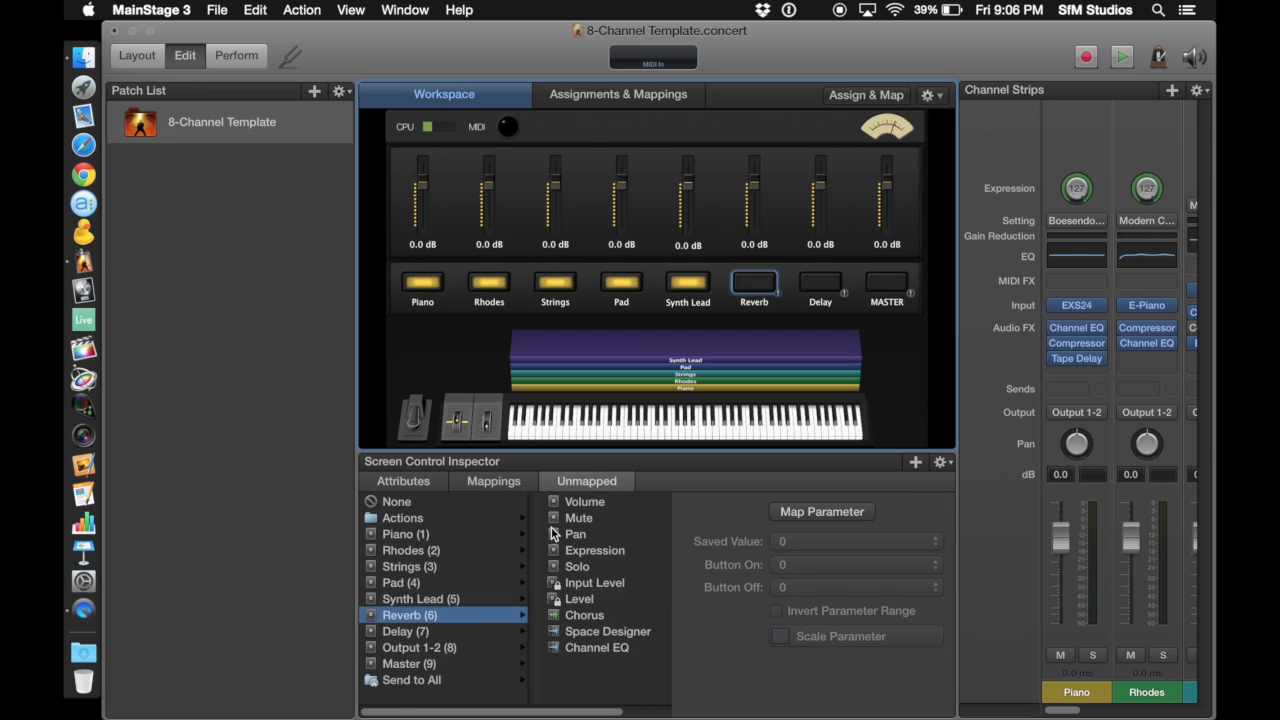 MainStage 3 File Edit Action View Window Help 39% Fri 9:06 PM SfM Studios
8-Channel Template.concert
Layout Edit Perform
MIDI In
Patch List
8-Channel Template
Workspace Assignments & Mappings Assign & Map
CPU MIDI
0.0 dB 0.0 dB 0.0 dB 0.0 dB 0.0 dB 0.0 dB 0.0 dB 0.0 dB
Piano Rhodes Strings Pad Synth Lead Reverb Delay MASTER
Synth Lead
Pad
Strings
Rhodes
Piano
Screen Control Inspector
Attributes Mappings Unmapped
None
Actions
Piano (1)
Rhodes (2)
Strings (3)
Pad (4)
Synth Lead (5)
Reverb (6)
Delay (7)
Output 1-2 (8)
Master (9)
Send to All
Volume
Mute
Pan
Expression
Solo
Input Level
Level
Chorus
Space Designer
Channel EQ
Map Parameter
Saved Value: 0
Button On: 0
Button Off: 0
Invert Parameter Range
Scale Parameter
Channel Strips
Expression 127 127
Setting Boesendo... Modern C...
Gain Reduction
EQ
MIDI FX
Input EXS24 E-Piano
Audio FX Channel EQ Compressor
Compressor Channel EQ
Tape Delay
Sends
Output Output 1-2 Output 1-2
Pan
dB 0.0 0.0
M S M S
0.0 ms 0.0 ms
Piano Rhodes
Live